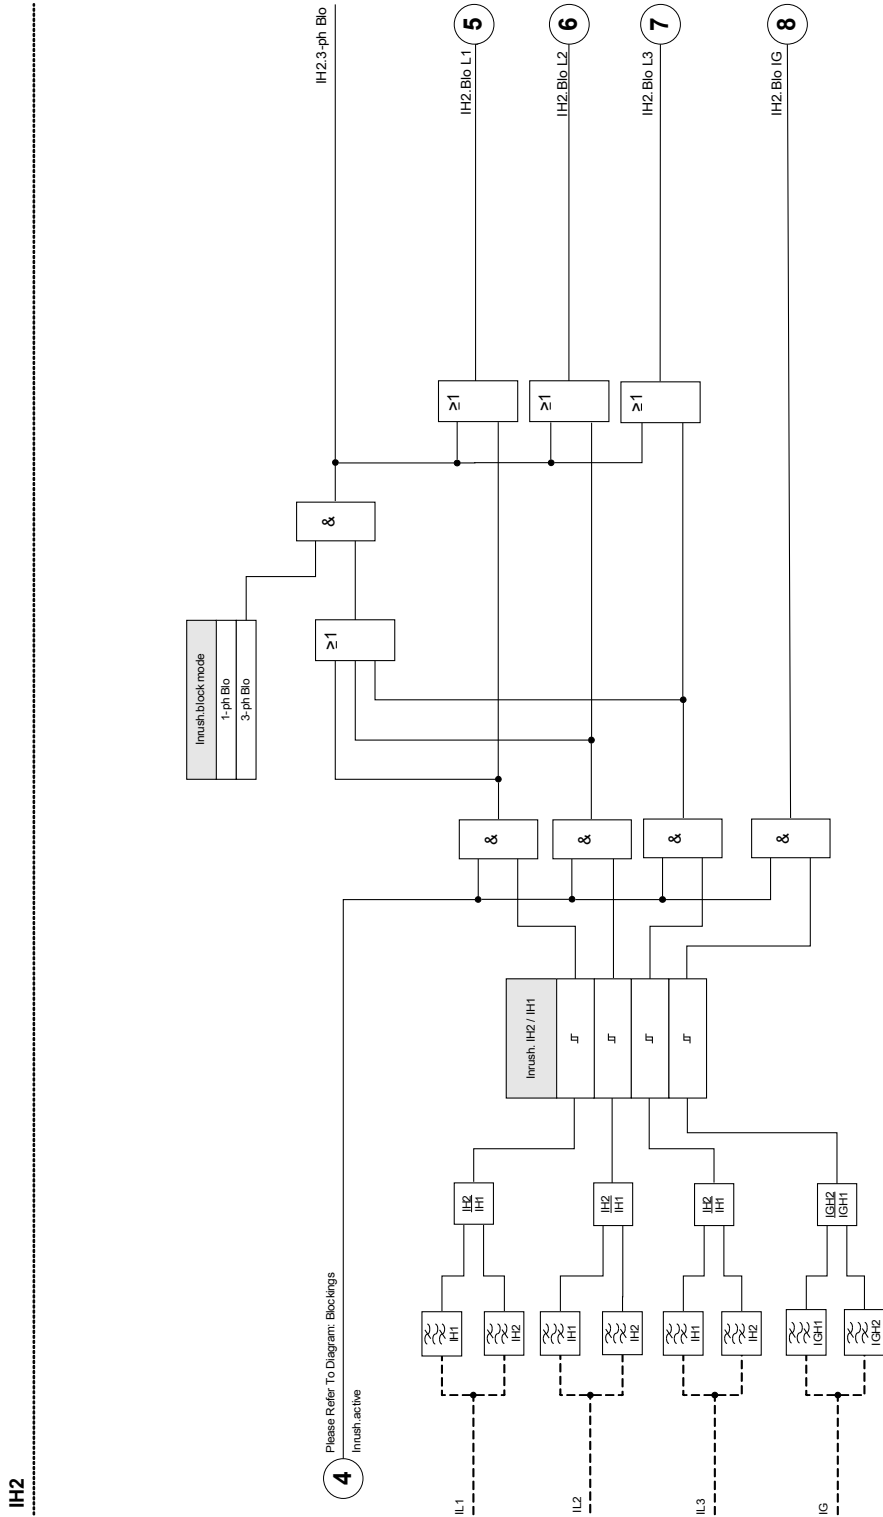 IH2
4
Please Refer To Diagram: Blockings
Inrush.active
IL1
IH1
IH2
IH2
IH1
IL2
IH1
IH2
IH2
IH1
IL3
IH1
IH2
IH2
IH1
IG
IGH1
IGH2
IGH2
IGH1
Inrush. IH2 / IH1
&
&
&
&
Inrush.block mode
1-ph Blo
3-ph Blo
≥1
&
≥1
≥1
≥1
IH2.3-ph Blo
IH2.Blo L1
5
IH2.Blo L2
6
IH2.Blo L3
7
IH2.Blo IG
8